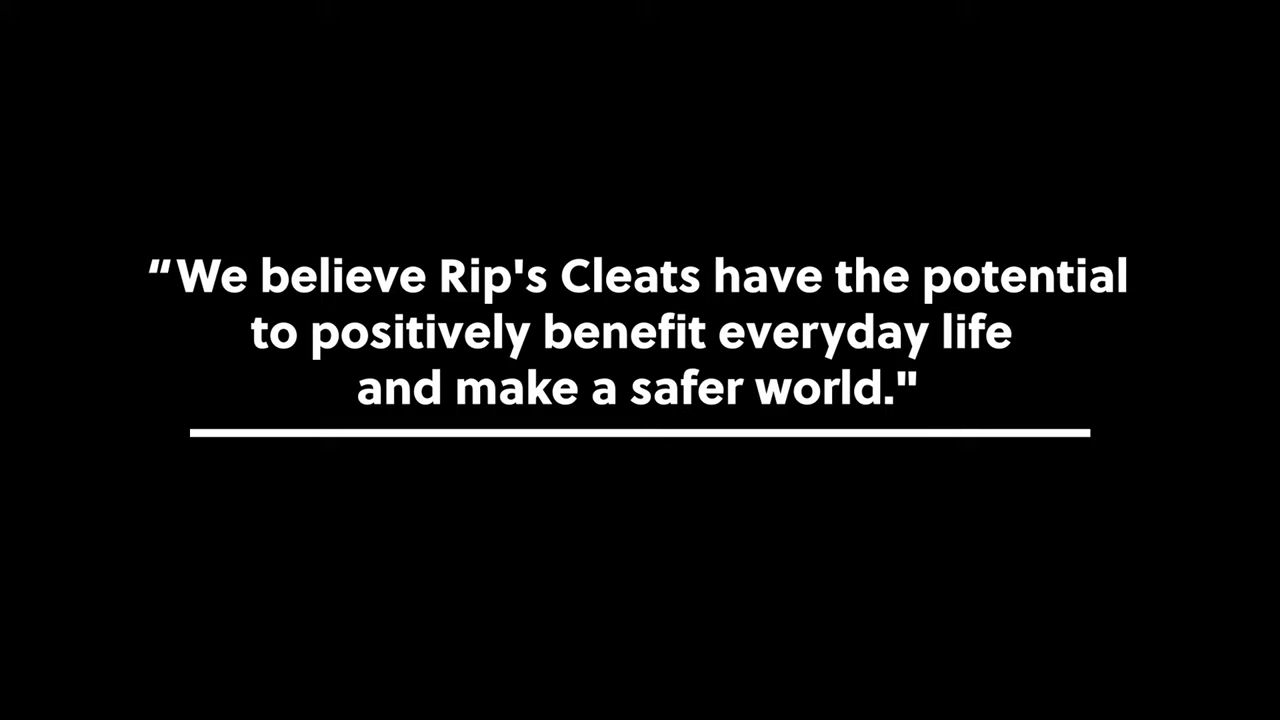 “We believe Rip's Cleats have the potential
to positively benefit everyday life
and make a safer world."